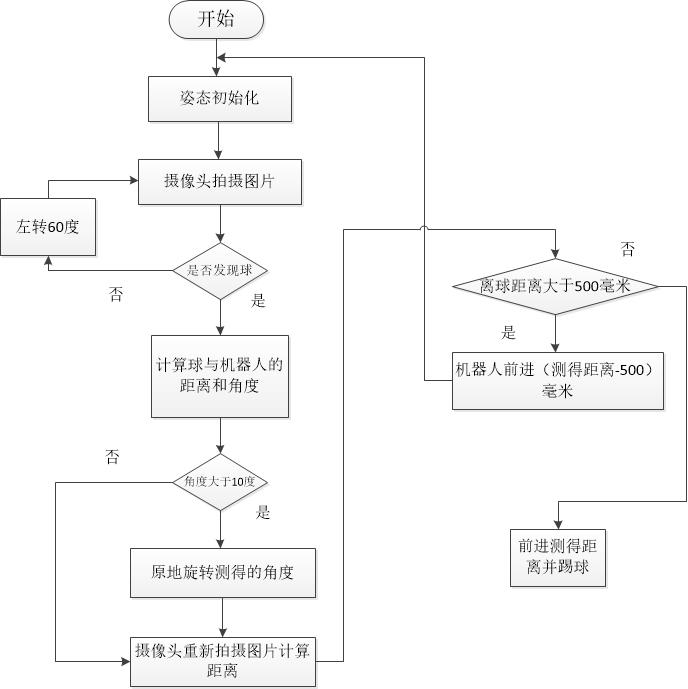 开始
姿态初始化
摄像头拍摄图片
左转60度
是否发现球
否
是
计算球与机器人的
距离和角度
否
角度大于10度
是
原地旋转测得的角度
摄像头重新拍摄图片计算
距离
否
离球距离大于500毫米
是
机器人前进（测得距离-500）
毫米
前进测得距
离并踢球